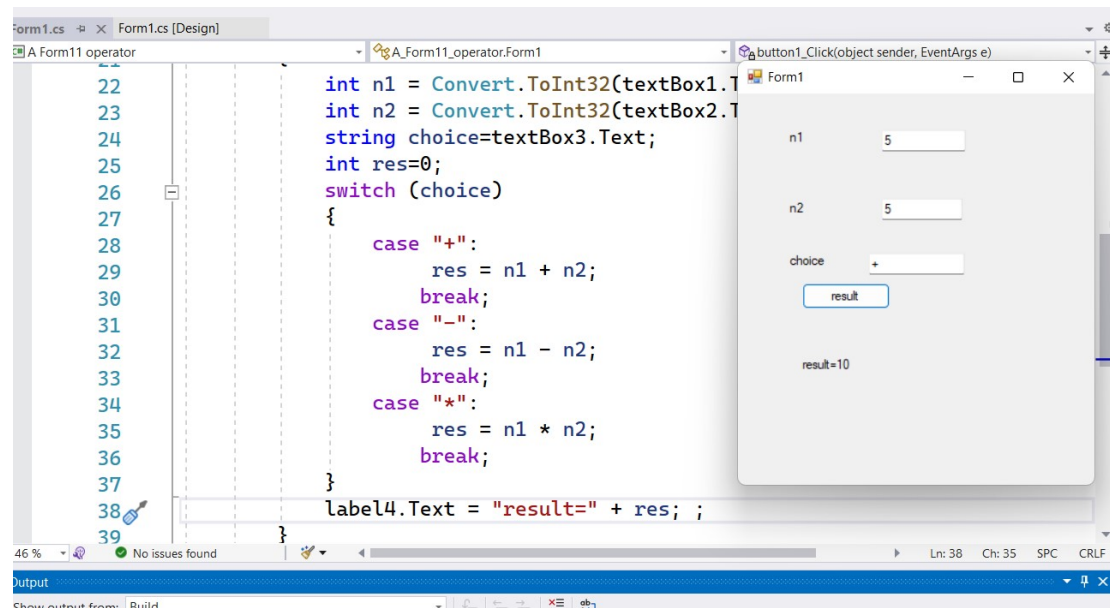 Form1.cs
Form1.cs [Design]
A Form11 operator
A_Form11_operator.Form1
button1_Click(object sender, EventArgs e)
22 int n1 = Convert.ToInt32(textBox1.T
23 int n2 = Convert.ToInt32(textBox2.T
24 string choice=textBox3.Text;
25 int res=0;
26 switch (choice)
27 {
28 case "+":
29 res = n1 + n2;
30 break;
31 case "-":
32 res = n1 - n2;
33 break;
34 case "*":
35 res = n1 * n2;
36 break;
37 }
38 label4.Text = "result=" + res; ;
39 }
Form1
n1 5
n2 5
choice +
result
result=10
46 % No issues found Ln: 38 Ch: 35 SPC CRLF
Output
Show output from: Build